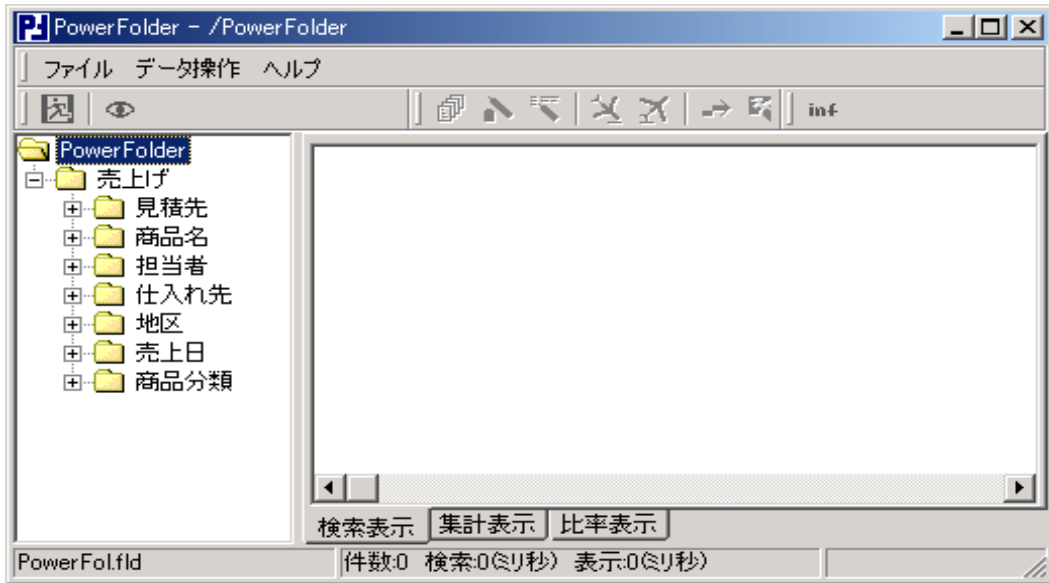 PowerFolder - /PowerFolder
ファイル データ操作 ヘルプ
inf
PowerFolder
売上げ
見積先
商品名
担当者
仕入れ先
地区
売上日
商品分類
検索表示 集計表示 比率表示
PowerFol.fld 件数:0 検索:0(ミリ秒) 表示:0(ミリ秒)